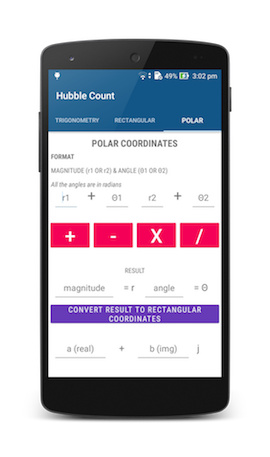 49% 3:02 pm
Hubble Count
TRIGONOMETRY RECTANGULAR POLAR
POLAR COORDINATES
FORMAT
MAGNITUDE (r1 OR r2) & ANGLE (Θ1 OR Θ2)
All the angles are in radians
r1 + Θ1 r2 + Θ2
+ - X /
RESULT
magnitude = r angle = Θ
CONVERT RESULT TO RECTANGULAR
COORDINATES
a (real) + b (img) j